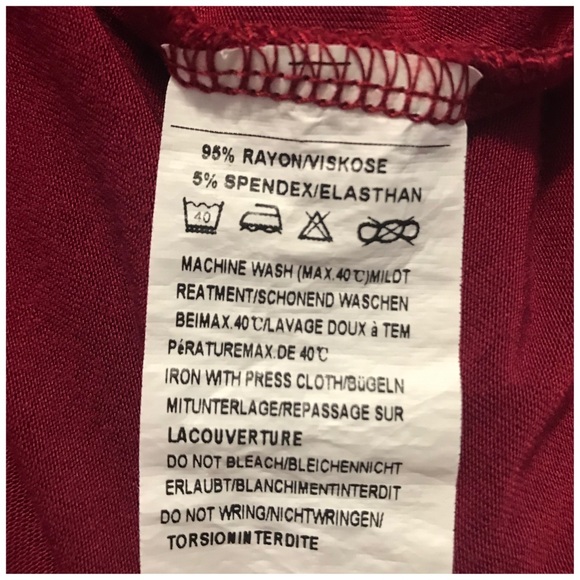 95% RAYON/VISKOSE
5% SPENDEX/ELASTHAN
40
MACHINE WASH (MAX.40℃)MILDT
REATMENT/SCHONEND WASCHEN
BEIMAX.40℃/LAVAGE DOUX à TEM
PéRATUREMAX.DE 40℃
IRON WITH PRESS CLOTH/BüGELN
MITUNTERLAGE/REPASSAGE SUR
LACOUVERTURE
DO NOT BLEACH/BLEICHENNICHT
ERLAUBT/BLANCHIMENTINTERDIT
DO NOT WRING/NICHTWRINGEN/
TORSIONINTERDITE